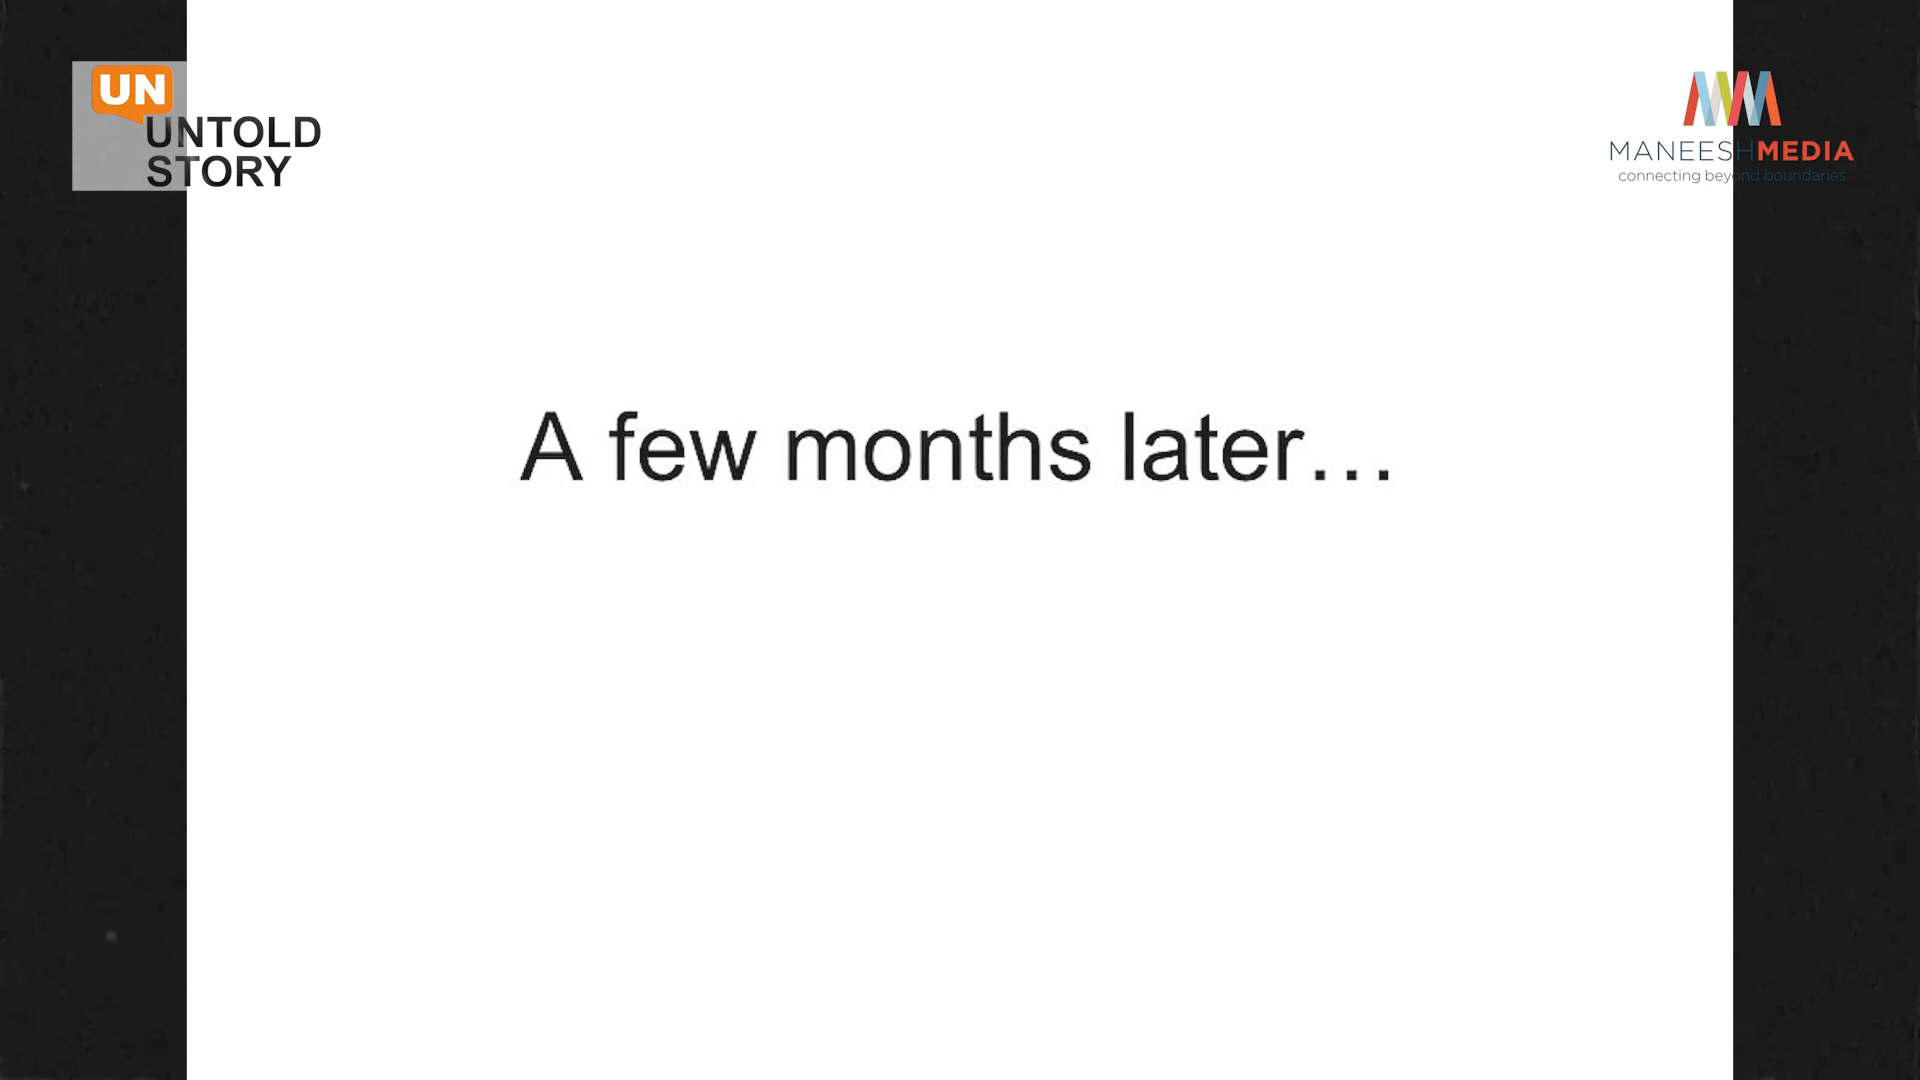 UN
UNTOLD
STORY
MANEESHMEDIA
connecting beyond boundaries
A few months later…